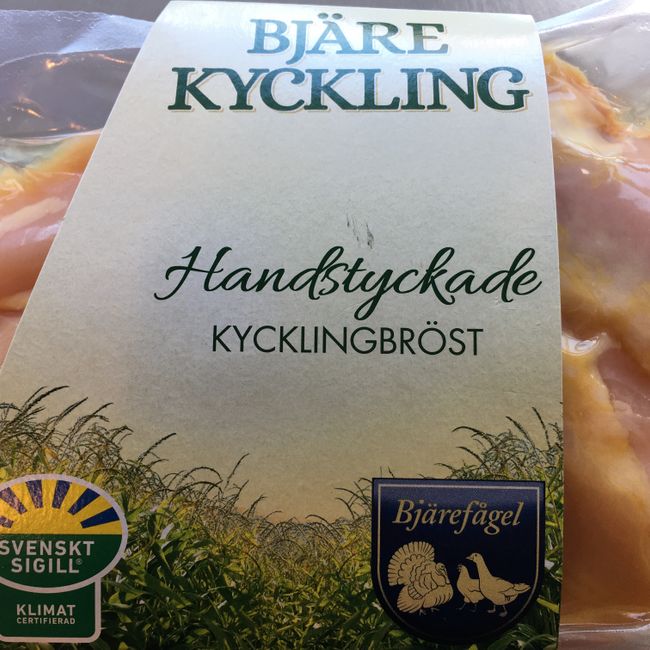 BJÄRE
KYCKLING
Handstyckade
KYCKLINGBRÖST
Bjärefågel
SVENSKT
SIGILL®
KLIMAT
CERTIFIERAD